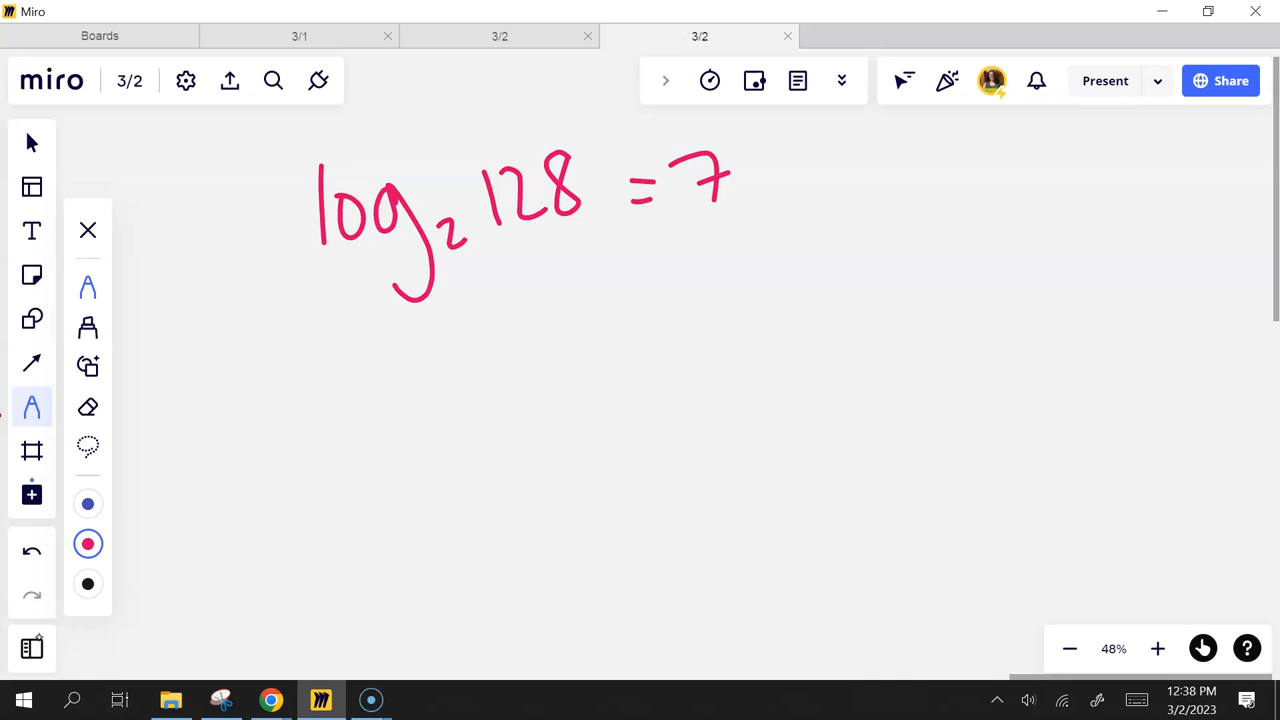 Miro
Boards 3/1 3/2 3/2
miro 3/2 Present Share
log₂ 128 = 7
48%
12:38 PM
3/2/2023